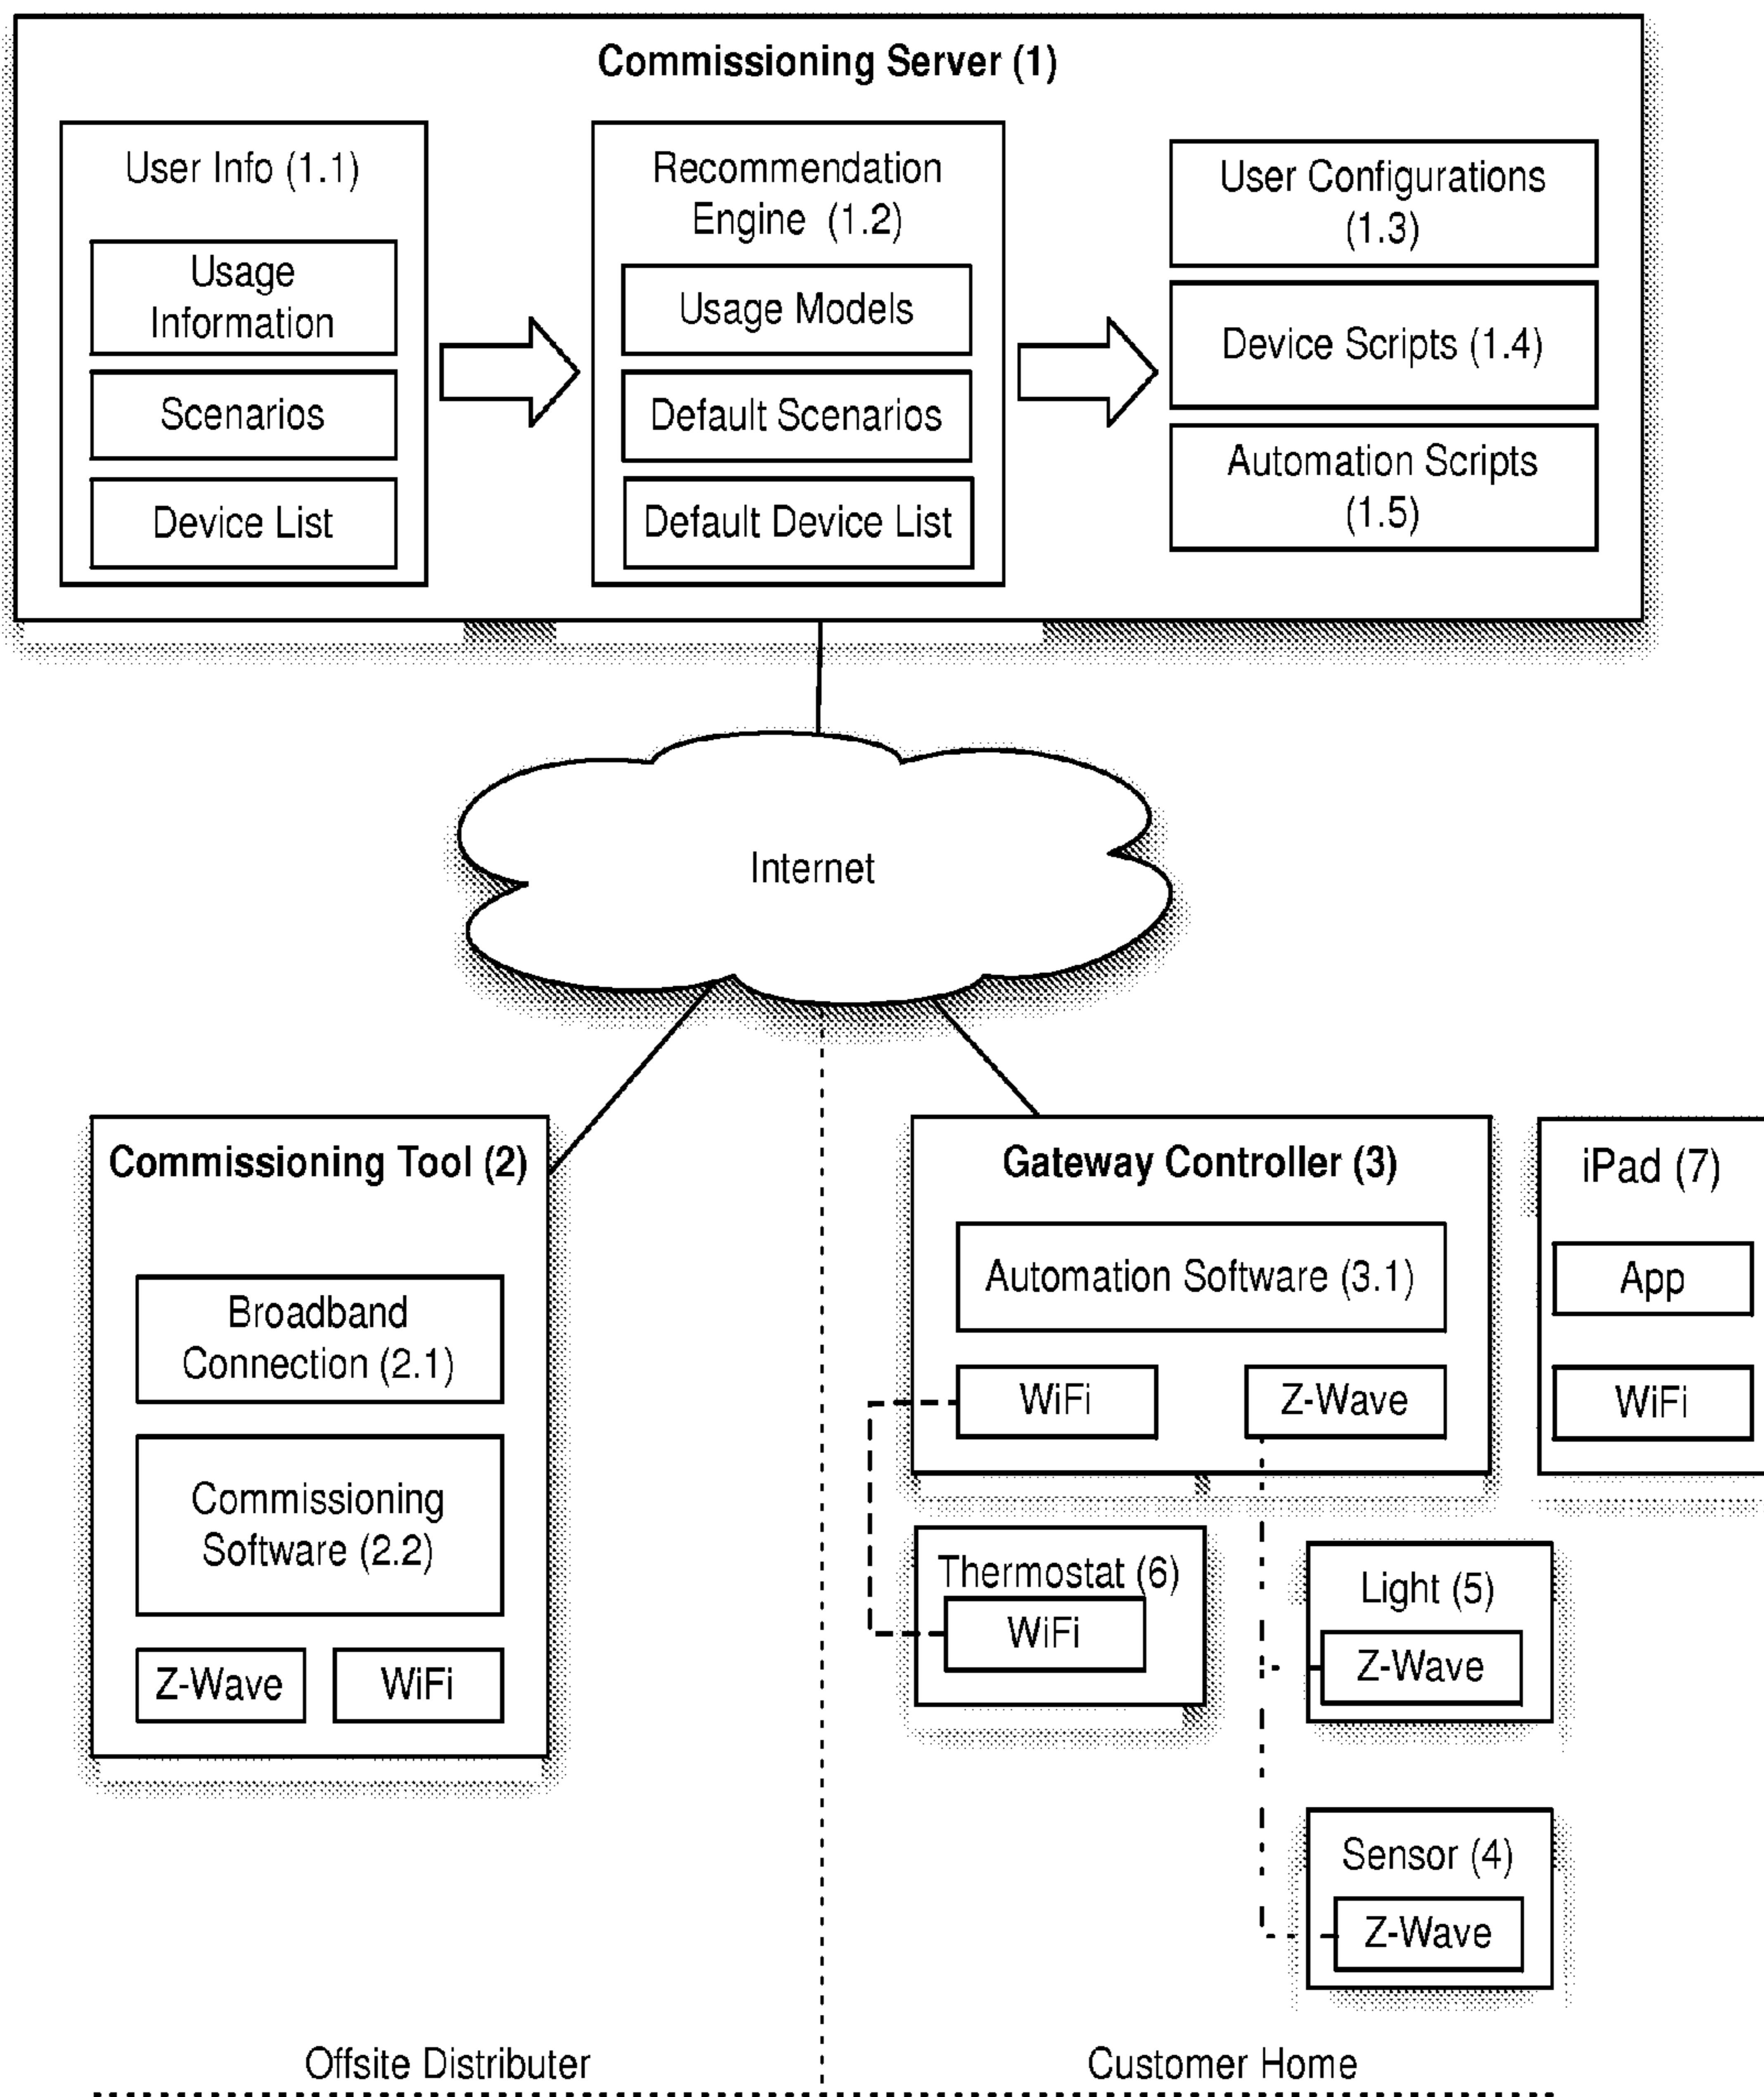 Commissioning Server (1)
User Info (1.1)
Usage
Information
Scenarios
Device List
Recommendation
Engine (1.2)
Usage Models
Default Scenarios
Default Device List
User Configurations
(1.3)
Device Scripts (1.4)
Automation Scripts
(1.5)
Internet
Commissioning Tool (2)
Broadband
Connection (2.1)
Commissioning
Software (2.2)
Z-Wave
WiFi
Gateway Controller (3)
Automation Software (3.1)
WiFi
Z-Wave
iPad (7)
App
WiFi
Thermostat (6)
WiFi
Light (5)
Z-Wave
Sensor (4)
Z-Wave
Offsite Distributer
Customer Home